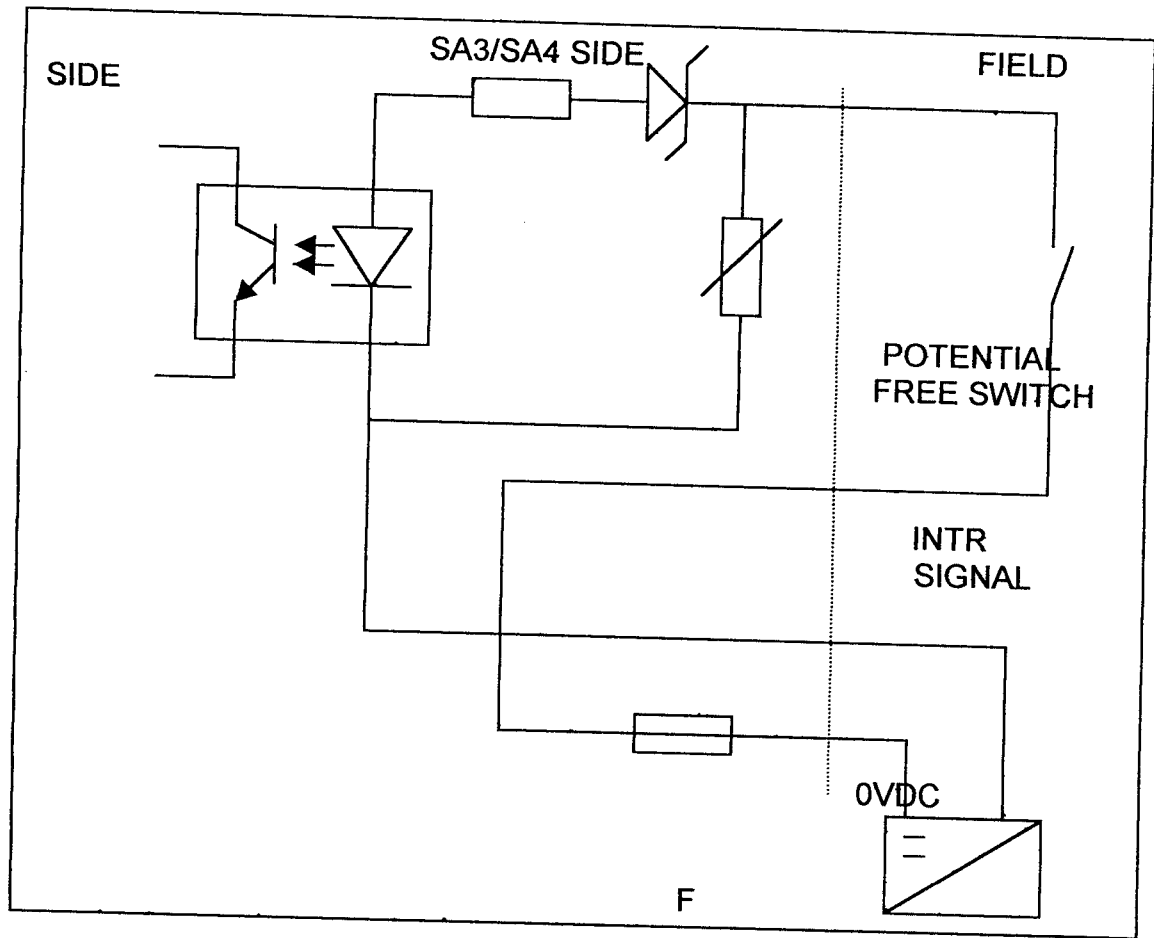 SIDE
SA3/SA4 SIDE
FIELD
POTENTIAL
FREE SWITCH
INTR
SIGNAL
0VDC
F